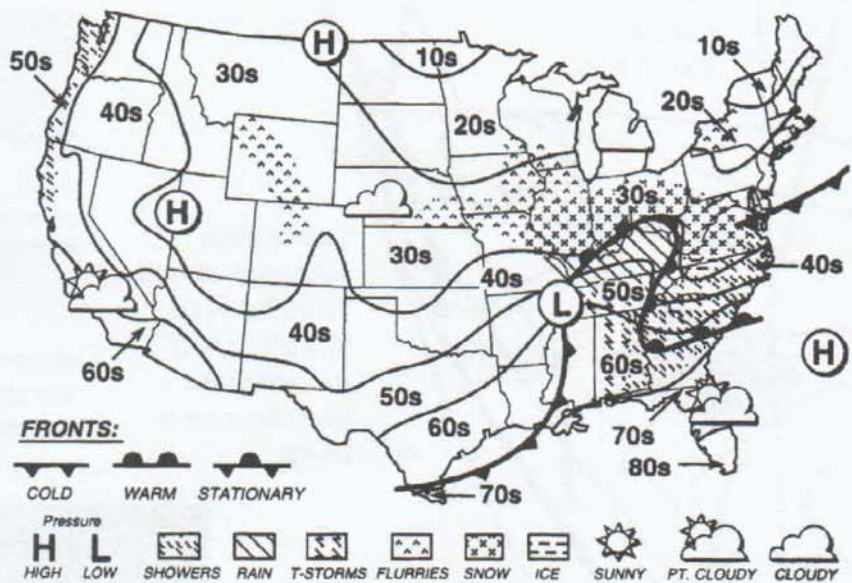 H
10s
10s
50s
30s
20s
40s
20s
H
30s
30s
40s
40s
50s
L
40s
60s
60s
H
50s
60s
70s
80s
70s
FRONTS:
COLD WARM STATIONARY
Pressure
H L
HIGH LOW SHOWERS RAIN T-STORMS FLURRIES SNOW ICE SUNNY PT. CLOUDY CLOUDY